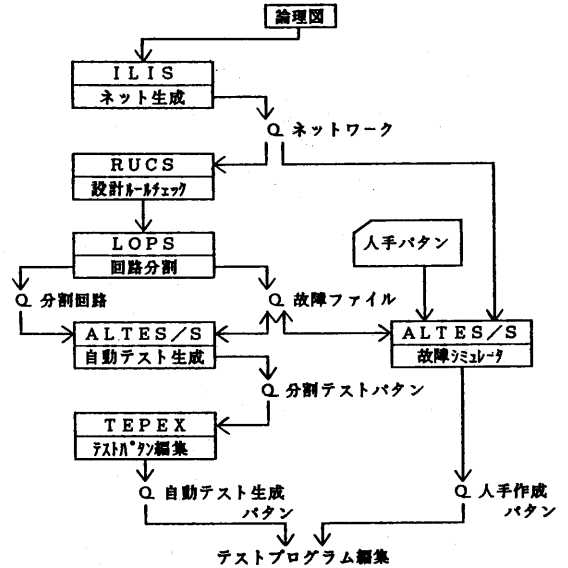 論理図
ILIS
ネット生成
Q ネットワーク
RUCS
設計ﾙｰﾙﾁｪｯｸ
LOPS
回路分割
人手パタン
Q 分割回路
Q 故障ファイル
ALTES/S
自動テスト生成
ALTES/S
故障ｼﾐｭﾚｰﾀ
Q 分割テストパタン
TEPEX
ﾃｽﾄﾊﾟﾀﾝ編集
Q 自動テスト生成
パタン
Q 人手作成
パタン
テストプログラム編集